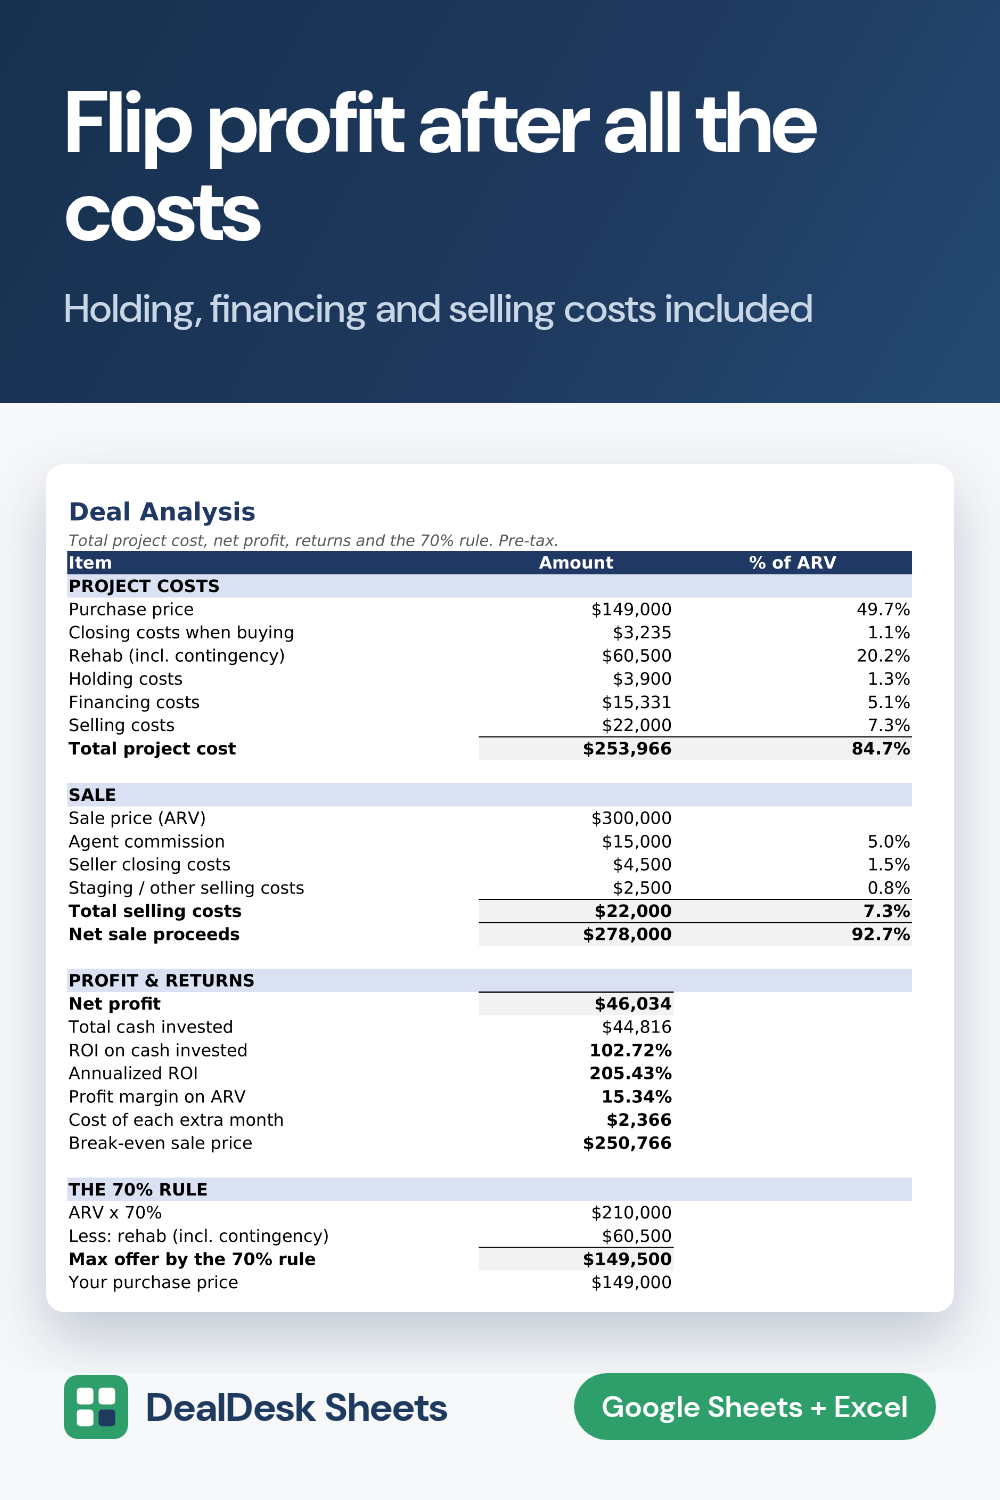 Flip profit after all the
costs
Holding, financing and selling costs included
Deal Analysis
Total project cost, net profit, returns and the 70% rule. Pre-tax.
Item Amount % of ARV
PROJECT COSTS
Purchase price $149,000 49.7%
Closing costs when buying $3,235 1.1%
Rehab (incl. contingency) $60,500 20.2%
Holding costs $3,900 1.3%
Financing costs $15,331 5.1%
Selling costs $22,000 7.3%
Total project cost $253,966 84.7%
SALE
Sale price (ARV) $300,000
Agent commission $15,000 5.0%
Seller closing costs $4,500 1.5%
Staging / other selling costs $2,500 0.8%
Total selling costs $22,000 7.3%
Net sale proceeds $278,000 92.7%
PROFIT & RETURNS
Net profit $46,034
Total cash invested $44,816
ROI on cash invested 102.72%
Annualized ROI 205.43%
Profit margin on ARV 15.34%
Cost of each extra month $2,366
Break-even sale price $250,766
THE 70% RULE
ARV x 70% $210,000
Less: rehab (incl. contingency) $60,500
Max offer by the 70% rule $149,500
Your purchase price $149,000
DealDesk Sheets
Google Sheets + Excel